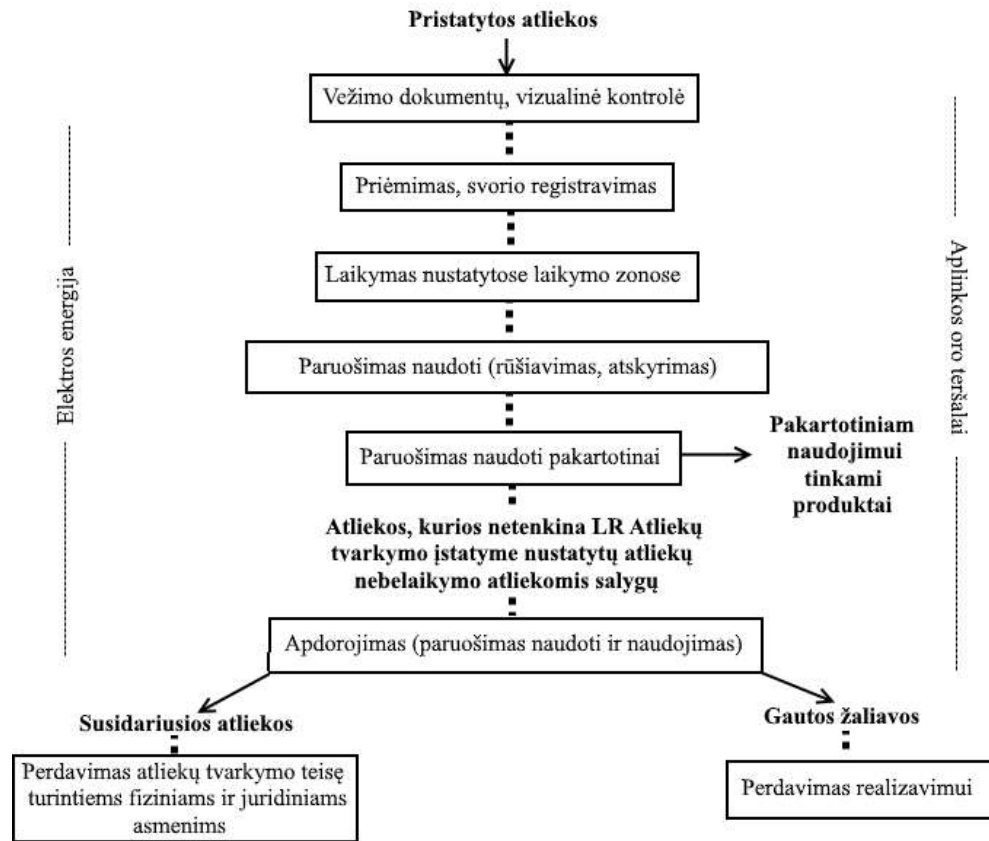 Pristatytos atliekos
Vežimo dokumentų, vizualinė kontrolė
Priėmimas, svorio registravimas
Laikymas nustatytose laikymo zonose
Elektros energija
Aplinkos oro teršalai
Paruošimas naudoti (rūšiavimas, atskyrimas)
Paruošimas naudoti pakartotinai
Pakartotiniam
naudojimui
tinkami
produktai
Atliekos, kurios netenkina LR Atliekų
tvarkymo įstatyme nustatytų atliekų
nebelaikymo atliekomis salygų
Apdorojimas (paruošimas naudoti ir naudojimas)
Susidariusios atliekos
Perdavimas atliekų tvarkymo teisę
turintiems fiziniams ir juridiniams
asmenims
Gautos žaliavos
Perdavimas realizavimui